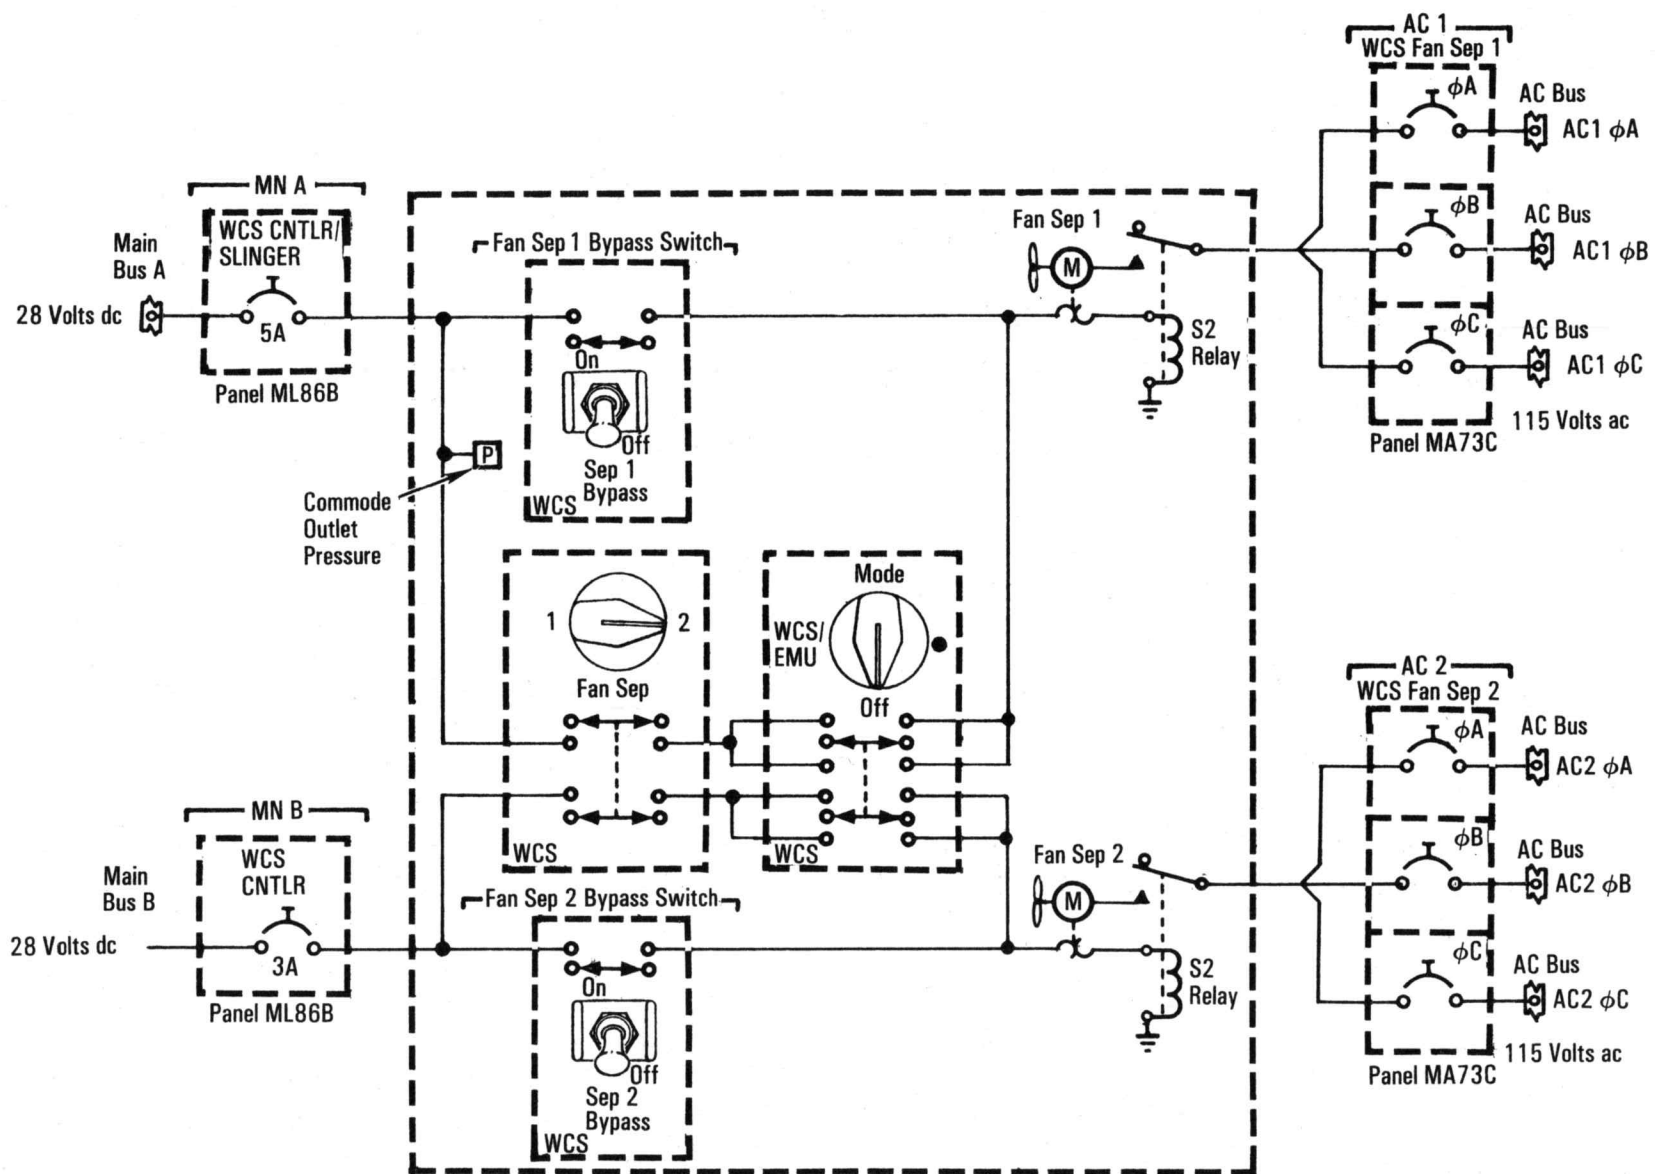 AC 1
WCS Fan Sep 1
ϕA
AC Bus
AC1 ϕA
ϕB
AC Bus
AC1 ϕB
ϕC
AC Bus
AC1 ϕC
115 Volts ac
Panel MA73C
MN A
WCS CNTLR/
SLINGER
5A
Panel ML86B
Main
Bus A
28 Volts dc
Fan Sep 1 Bypass Switch
On
Off
Sep 1
Bypass
WCS
Fan Sep 1
M
S2
Relay
P
Commode
Outlet
Pressure
1
2
Fan Sep
WCS
Mode
WCS/
EMU
Off
WCS
AC 2
WCS Fan Sep 2
ϕA
AC Bus
AC2 ϕA
ϕB
AC Bus
AC2 ϕB
ϕC
AC Bus
AC2 ϕC
115 Volts ac
Panel MA73C
MN B
WCS
CNTLR
3A
Panel ML86B
Main
Bus B
28 Volts dc
Fan Sep 2 Bypass Switch
On
Off
Sep 2
Bypass
WCS
Fan Sep 2
M
S2
Relay